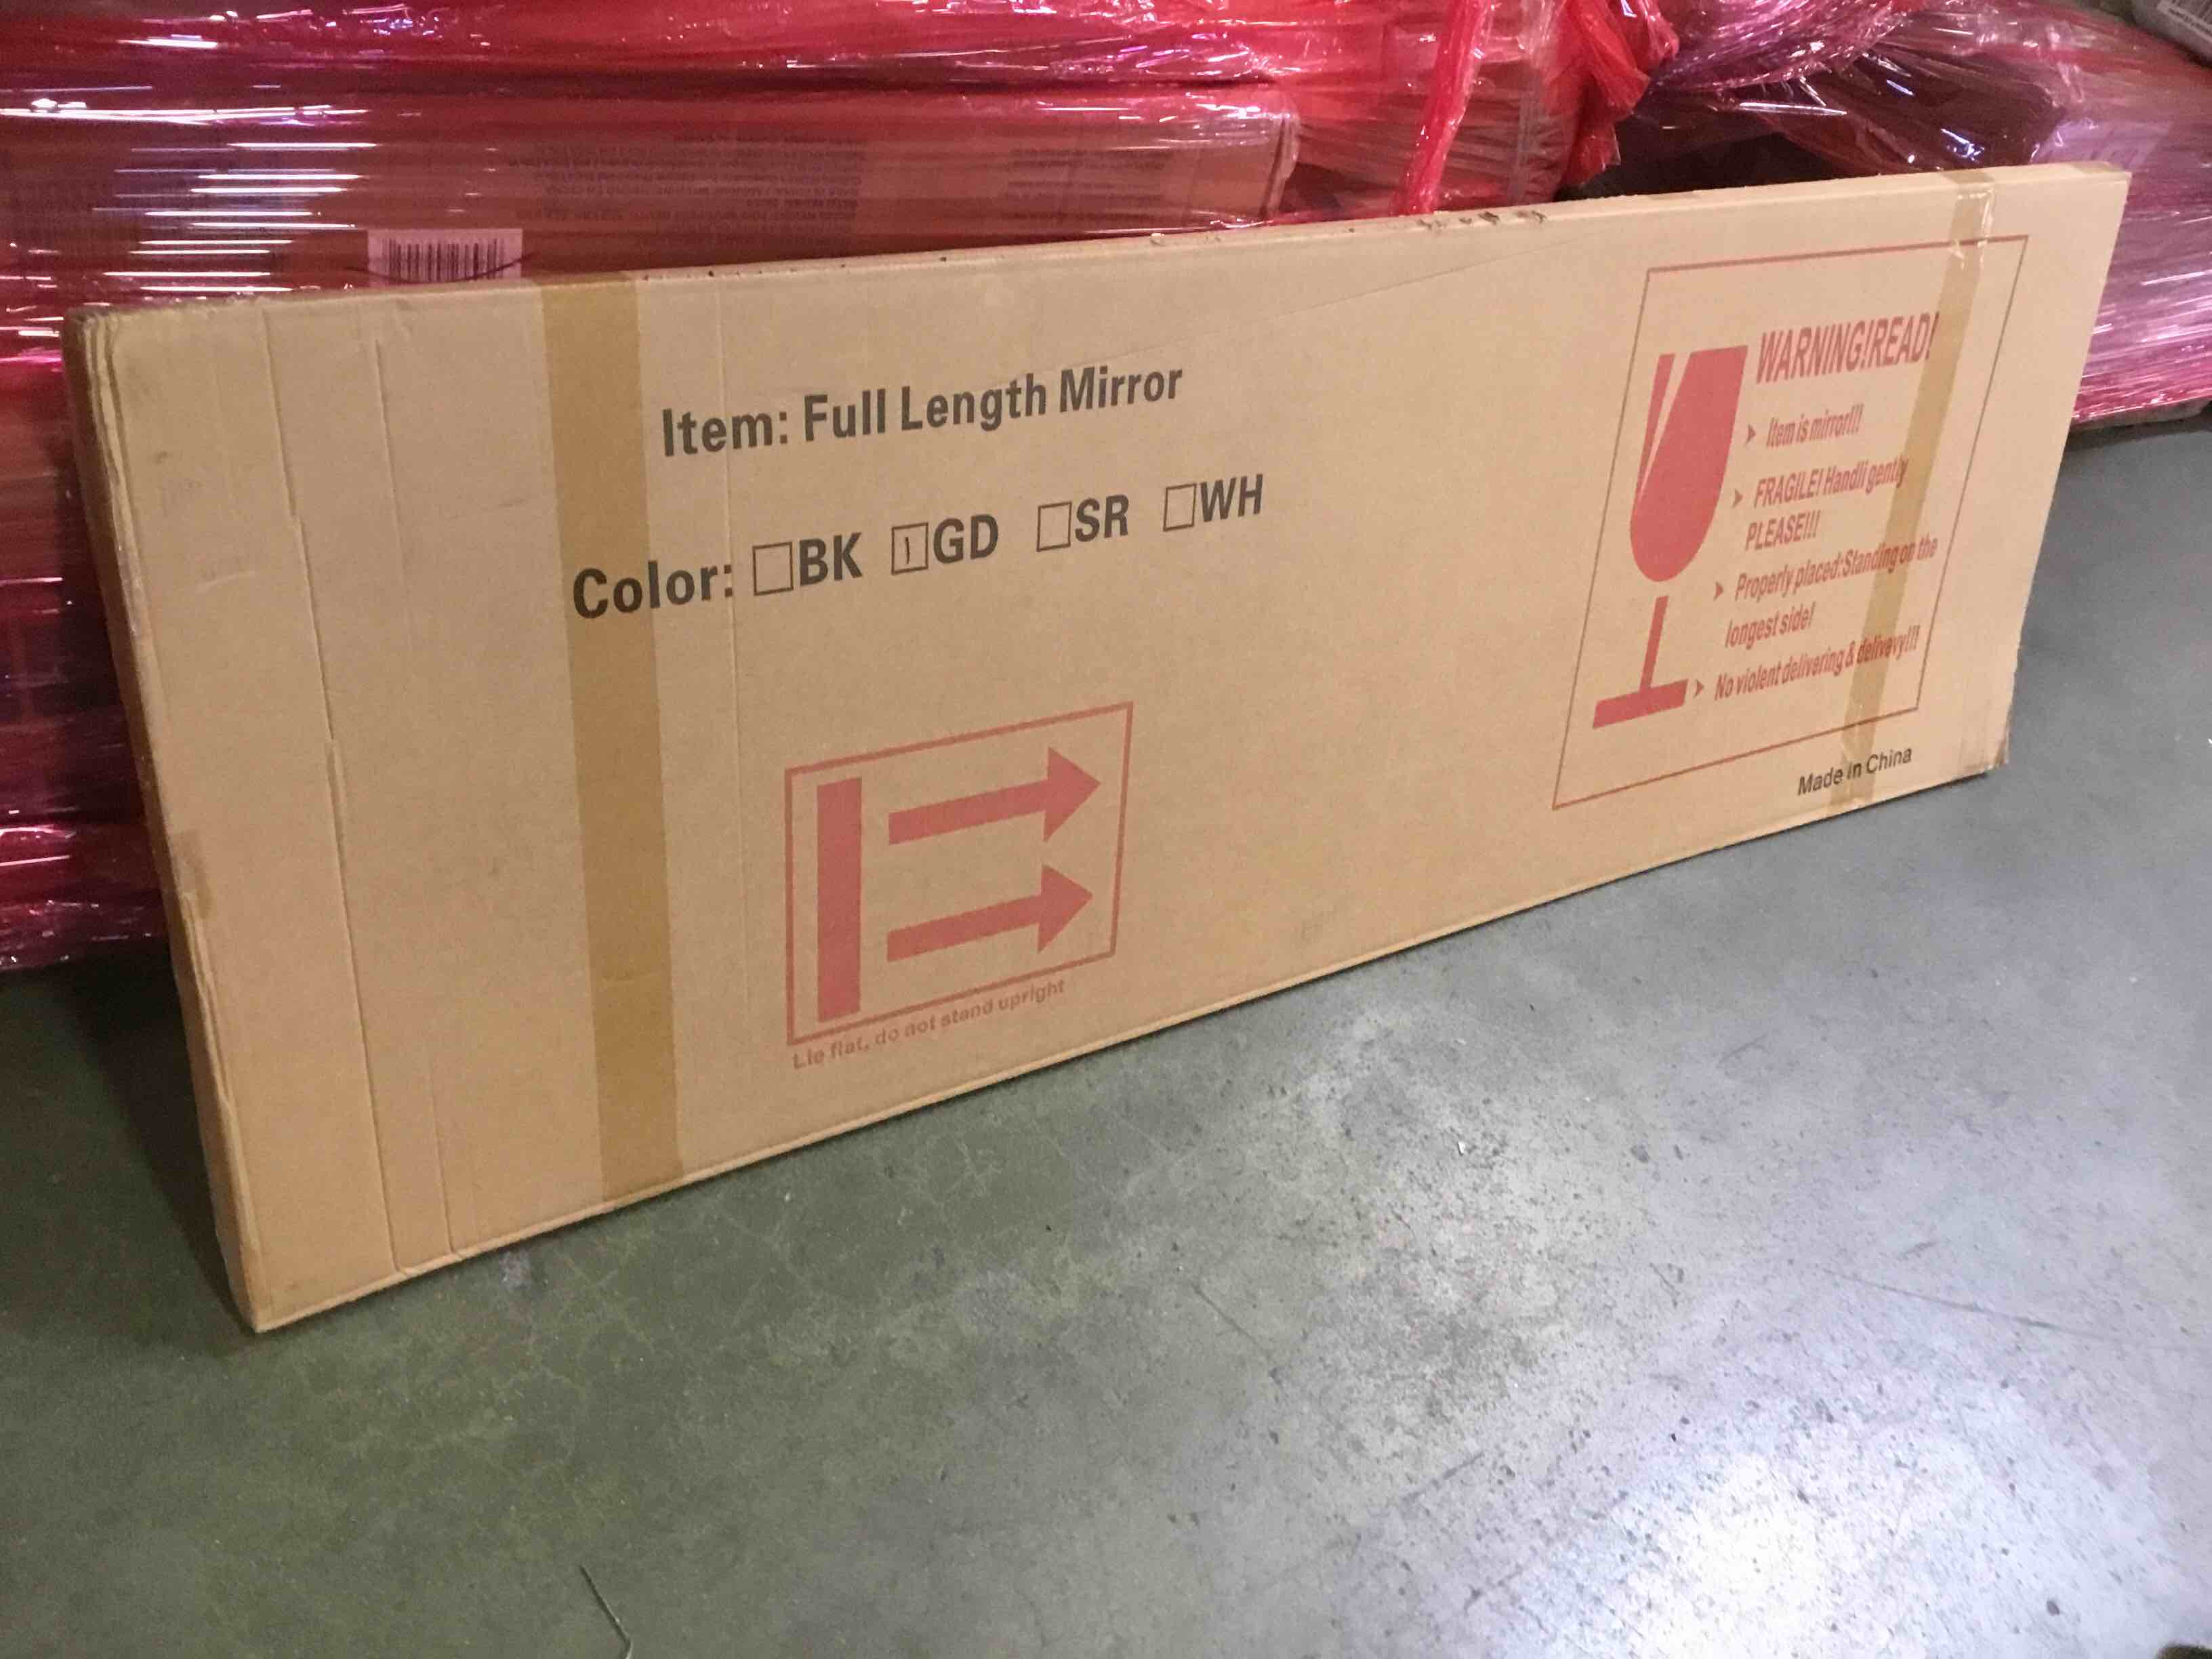 Item: Full Length Mirror
Color: □BK □GD □SR □WH
Lie flat, do not stand upright
WARNING!READ!
Item is mirror!!!
FRAGILE! Handli gently
PLEASE!!!
Properly placed:Standing on the
longest side!
No violent delivering & delivevy!!!
Made in China